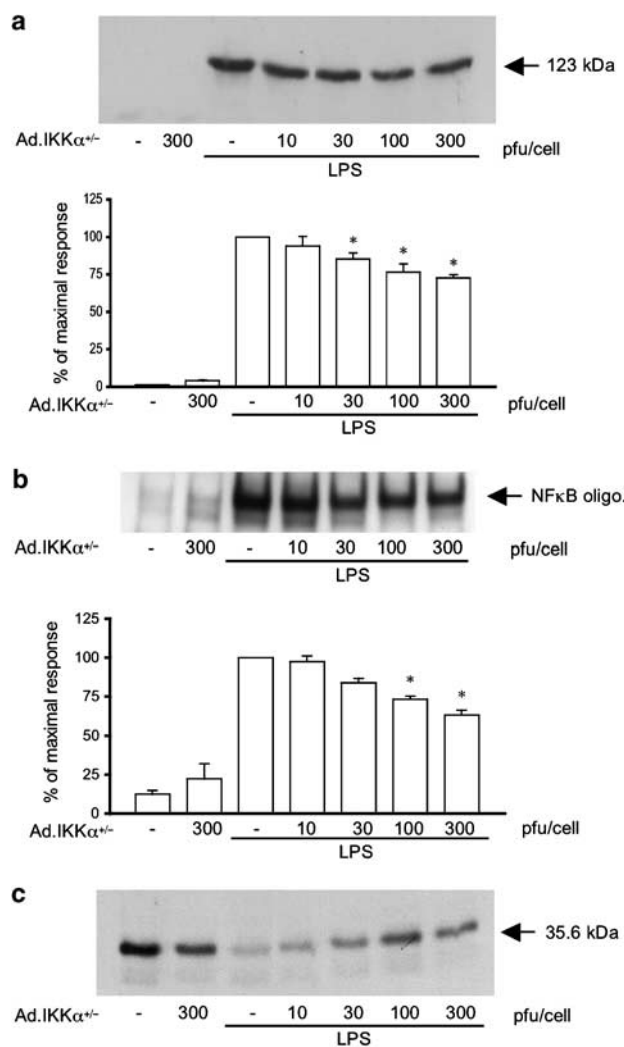 a
123 kDa
Ad.IKKα+/– - 300 - 10 30 100 300 pfu/cell
LPS
% of maximal response
125
100
75
50
25
0
* * *
Ad.IKKα+/– - 300 - 10 30 100 300 pfu/cell
LPS
b
NFκB oligo.
Ad.IKKα+/– - 300 - 10 30 100 300 pfu/cell
LPS
% of maximal response
125
100
75
50
25
0
* *
Ad.IKKα+/– - 300 - 10 30 100 300 pfu/cell
LPS
c
35.6 kDa
Ad.IKKα+/– - 300 - 10 30 100 300 pfu/cell
LPS